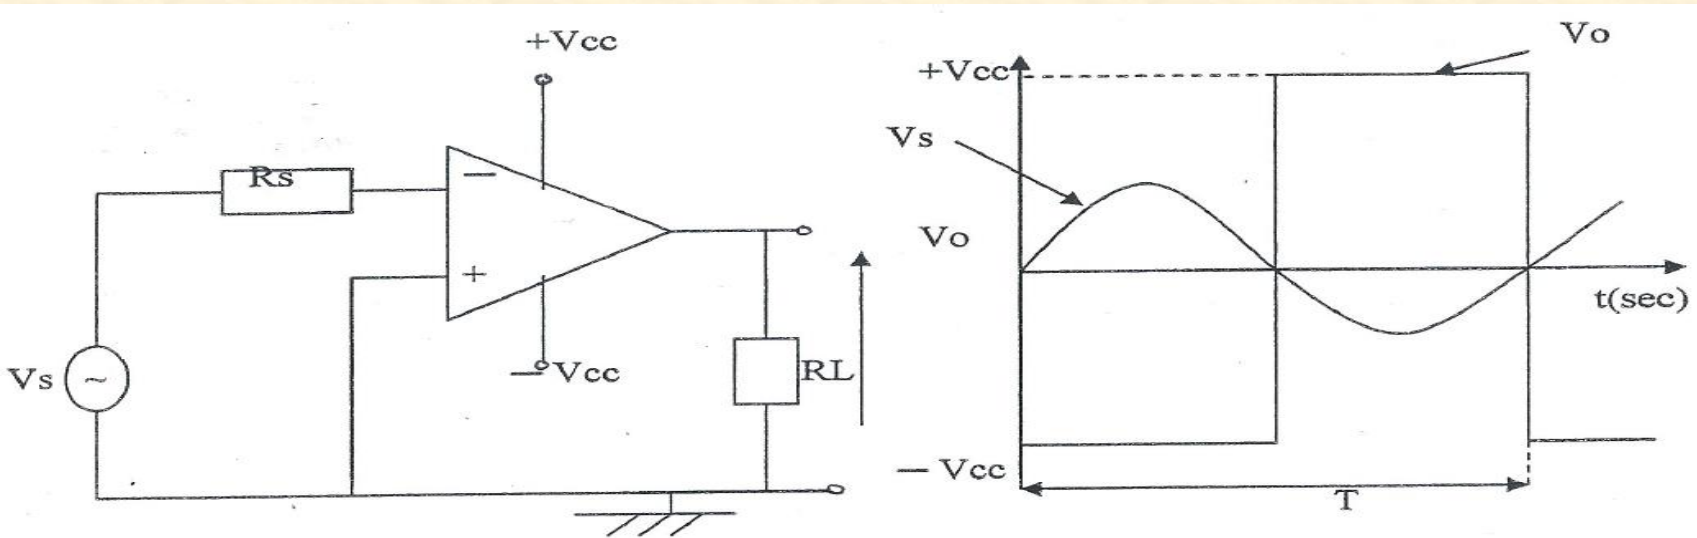 +Vcc
Rs
−
+
Vs
~
− Vcc
RL
Vo
+Vcc
Vs
Vo
t(sec)
− Vcc
T